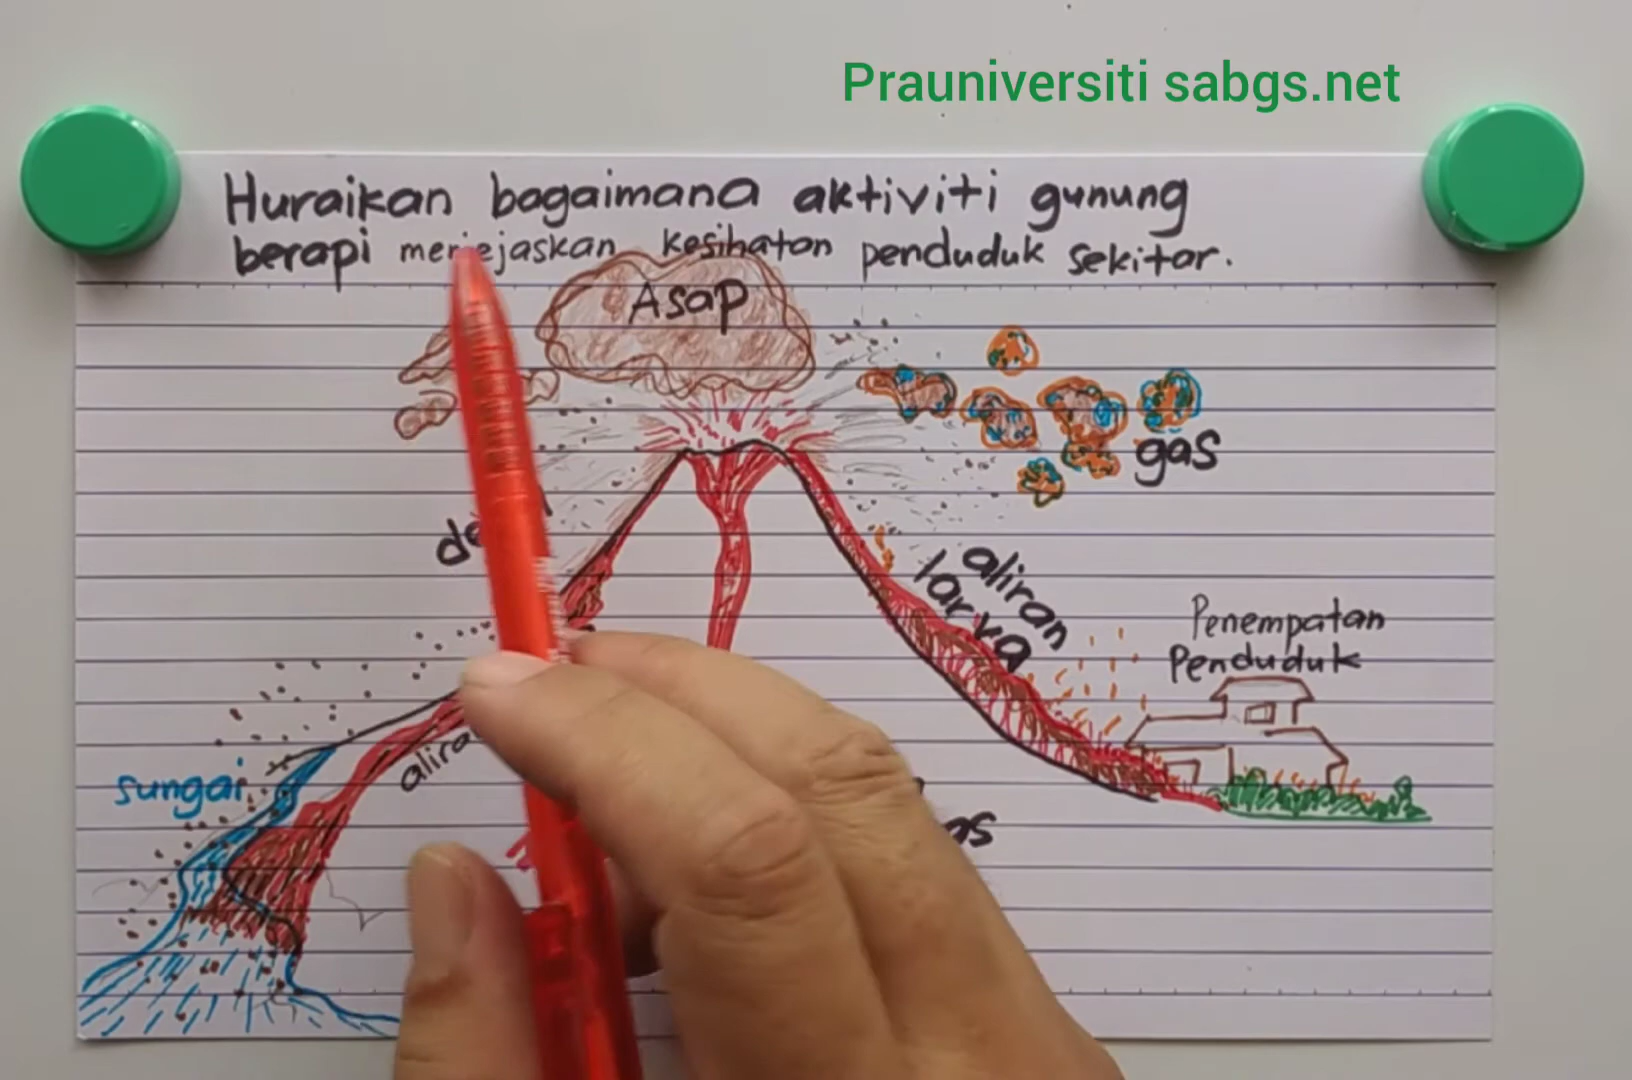 Prauniversiti sabgs.net
Huraikan bagaimana aktiviti gunung
berapi menjejaskan kesihatan penduduk sekitar.
Asap
gas
aliran
larva
Penempatan
Penduduk
sungai